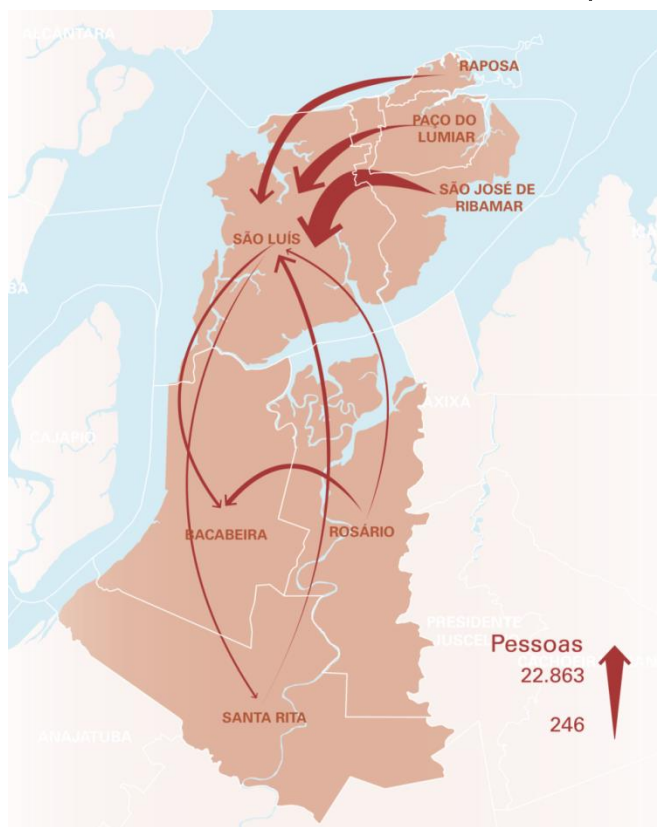 ALCÂNTARA
RAPOSA
PAÇO DO
LUMIAR
SÃO JOSÉ DE
RIBAMAR
SÃO LUÍS
BA
CAJAPIÓ
AXIXÁ
BACABEIRA
ROSÁRIO
PRESIDENTE
Pessoas
22.863
246
SANTA RITA
ANAJATUBA